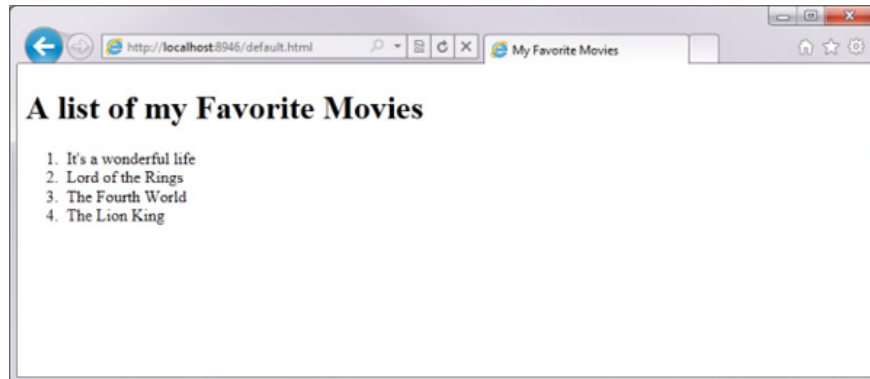 http://localhost:8946/default.html
My Favorite Movies
A list of my Favorite Movies
1. It's a wonderful life
2. Lord of the Rings
3. The Fourth World
4. The Lion King